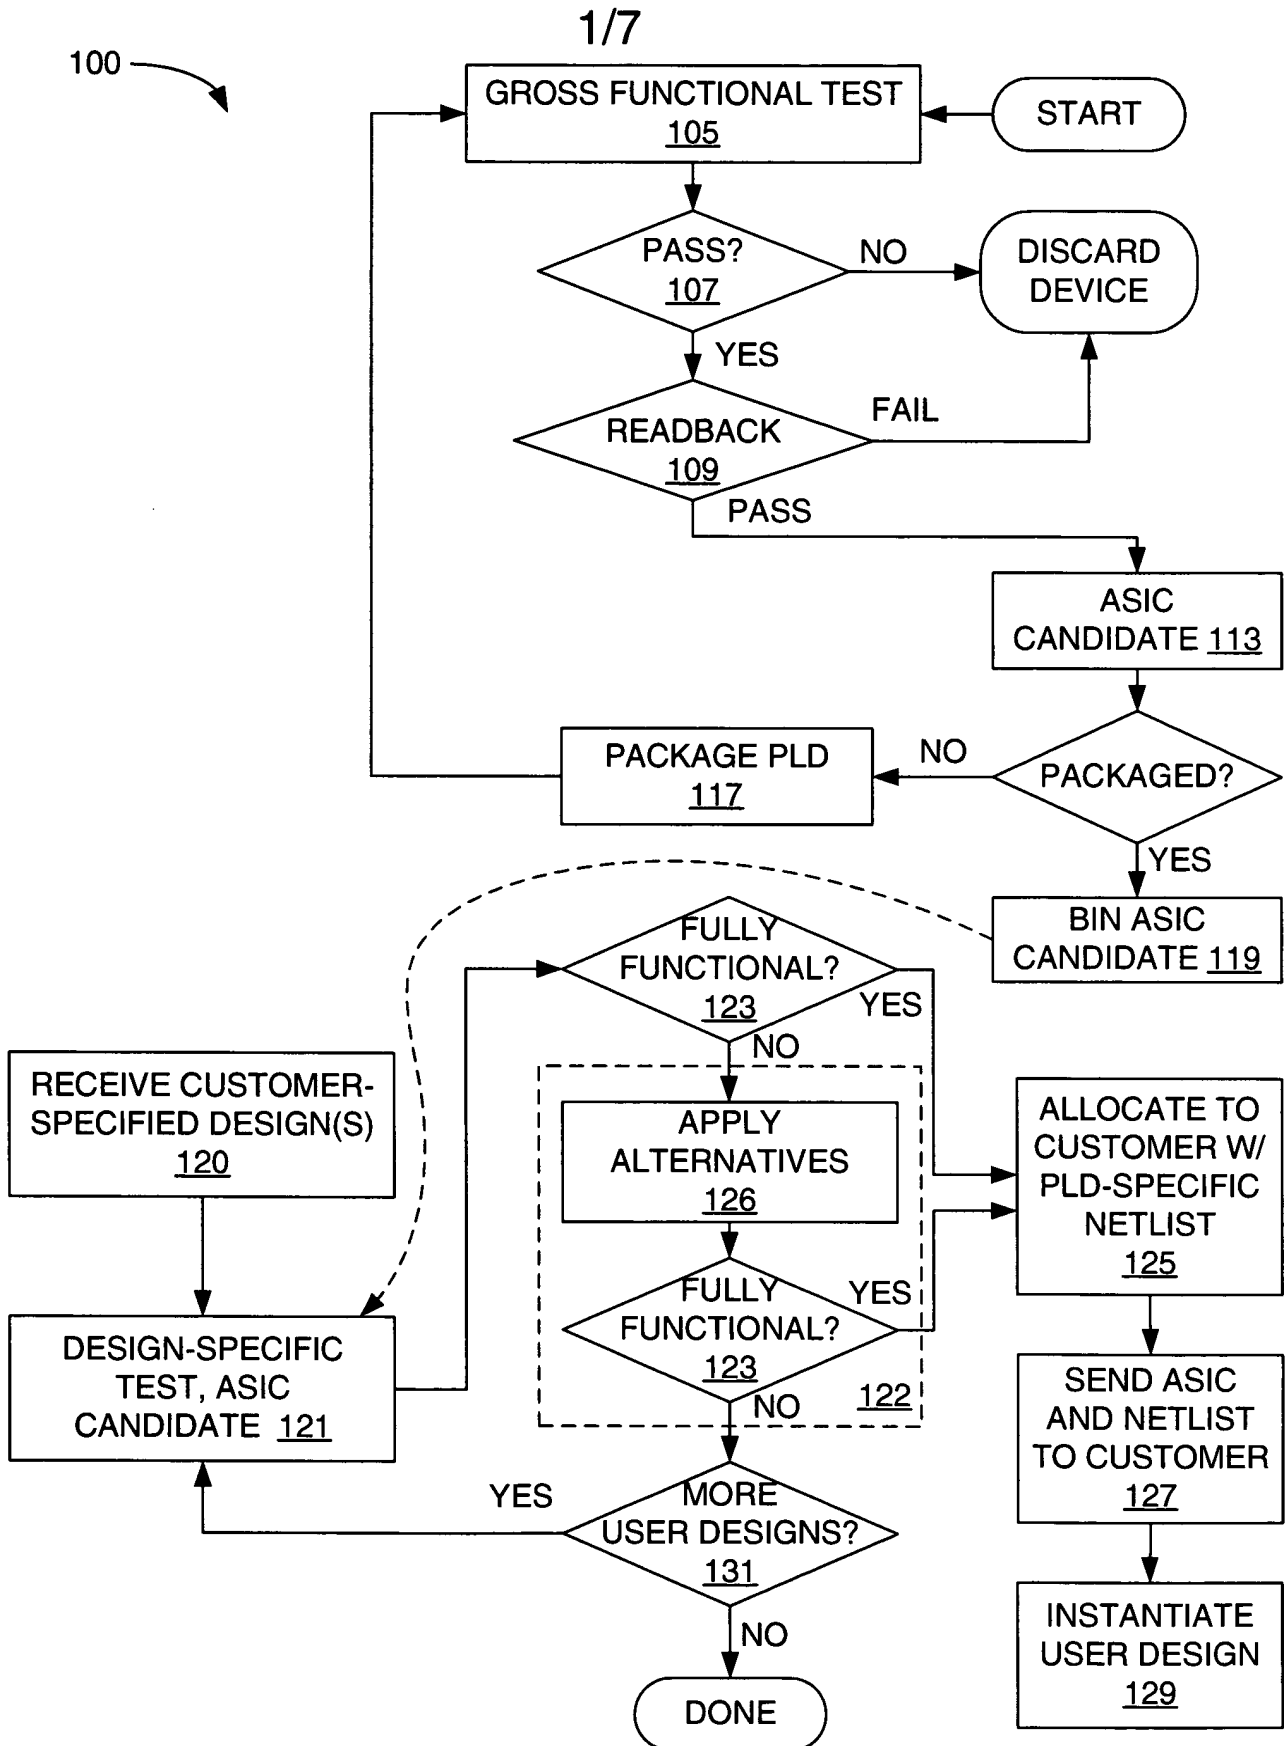 1/7
100
GROSS FUNCTIONAL TEST
105
START
PASS?
107
NO
DISCARD
DEVICE
YES
READBACK
109
FAIL
PASS
ASIC
CANDIDATE 113
PACKAGE PLD
117
NO
PACKAGED?
YES
BIN ASIC
CANDIDATE 119
FULLY
FUNCTIONAL?
123
YES
NO
RECEIVE CUSTOMER-
SPECIFIED DESIGN(S)
120
APPLY
ALTERNATIVES
126
ALLOCATE TO
CUSTOMER W/
PLD-SPECIFIC
NETLIST
125
FULLY
FUNCTIONAL?
123
YES
NO
122
DESIGN-SPECIFIC
TEST, ASIC
CANDIDATE 121
SEND ASIC
AND NETLIST
TO CUSTOMER
127
YES
MORE
USER DESIGNS?
131
NO
INSTANTIATE
USER DESIGN
129
DONE